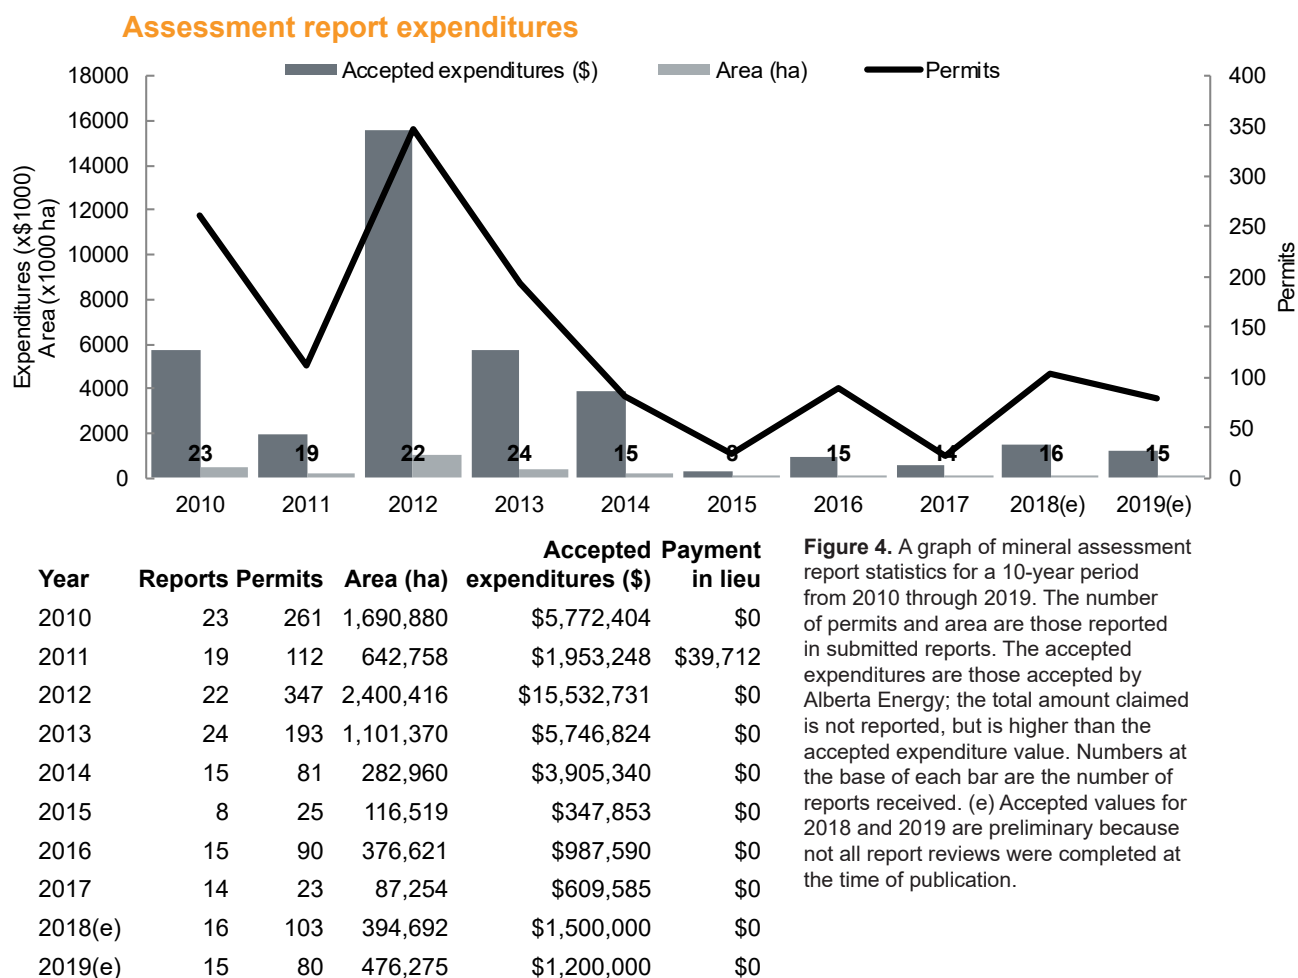 Assessment report expenditures
Accepted expenditures ($) Area (ha) Permits
Expenditures (x$1000)
Area (x1000 ha)
18000
16000
14000
12000
10000
8000
6000
4000
2000
0
400
350
300
250
200
150
100
50
0
Permits
23 19 22 24 15 8 15 14 16 15
2010 2011 2012 2013 2014 2015 2016 2017 2018(e) 2019(e)
Accepted Payment
Year Reports Permits Area (ha) expenditures ($) in lieu
2010 23 261 1,690,880 $5,772,404 $0
2011 19 112 642,758 $1,953,248 $39,712
2012 22 347 2,400,416 $15,532,731 $0
2013 24 193 1,101,370 $5,746,824 $0
2014 15 81 282,960 $3,905,340 $0
2015 8 25 116,519 $347,853 $0
2016 15 90 376,621 $987,590 $0
2017 14 23 87,254 $609,585 $0
2018(e) 16 103 394,692 $1,500,000 $0
2019(e) 15 80 476,275 $1,200,000 $0
Figure 4. A graph of mineral assessment
report statistics for a 10-year period
from 2010 through 2019. The number
of permits and area are those reported
in submitted reports. The accepted
expenditures are those accepted by
Alberta Energy; the total amount claimed
is not reported, but is higher than the
accepted expenditure value. Numbers at
the base of each bar are the number of
reports received. (e) Accepted values for
2018 and 2019 are preliminary because
not all report reviews were completed at
the time of publication.